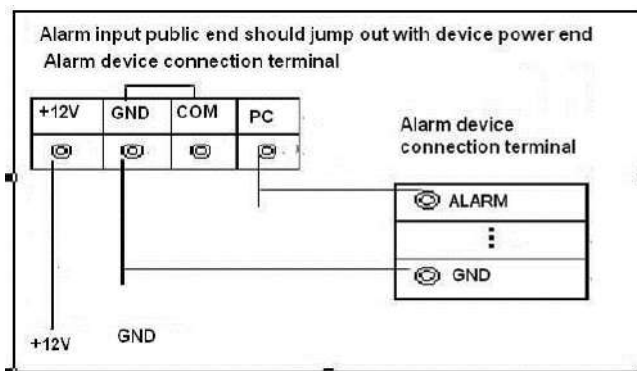 Alarm input public end should jump out with device power end
Alarm device connection terminal
+12V GND COM PC
Alarm device
connection terminal
ALARM
GND
+12V GND